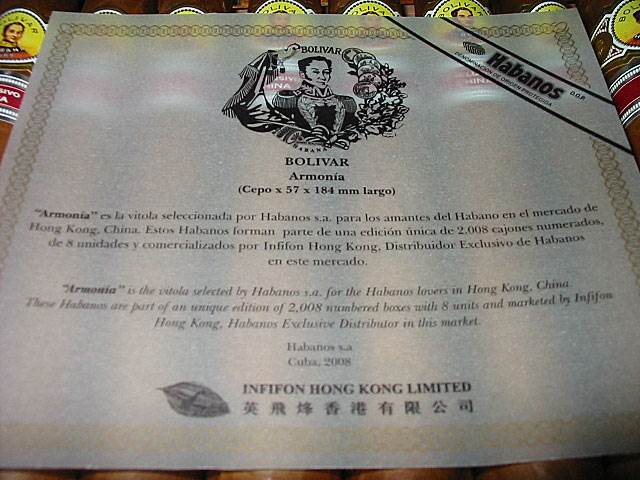 BOLIVAR
HABANA
Habanos
DENOMINACIÓN DE ORIGEN PROTEGIDA
D.O.P.
BOLIVAR
Armonía
(Cepo x 57 x 184 mm largo)
"Armonía" es la vitola seleccionada por Habanos s.a. para los amantes del Habano en el mercado de
Hong Kong, China. Estos Habanos forman parte de una edición única de 2.008 cajones numerados,
de 8 unidades y comercializados por Infifon Hong Kong, Distribuidor Exclusivo de Habanos
en este mercado.
"Armonía" is the vitola selected by Habanos s.a. for the Habanos lovers in Hong Kong, China.
These Habanos are part of an unique edition of 2,008 numbered boxes with 8 units and marketed by Infifon
Hong Kong, Habanos Exclusive Distributor in this market.
Habanos s.a
Cuba, 2008
INFIFON HONG KONG LIMITED
英飛烽香港有限公司